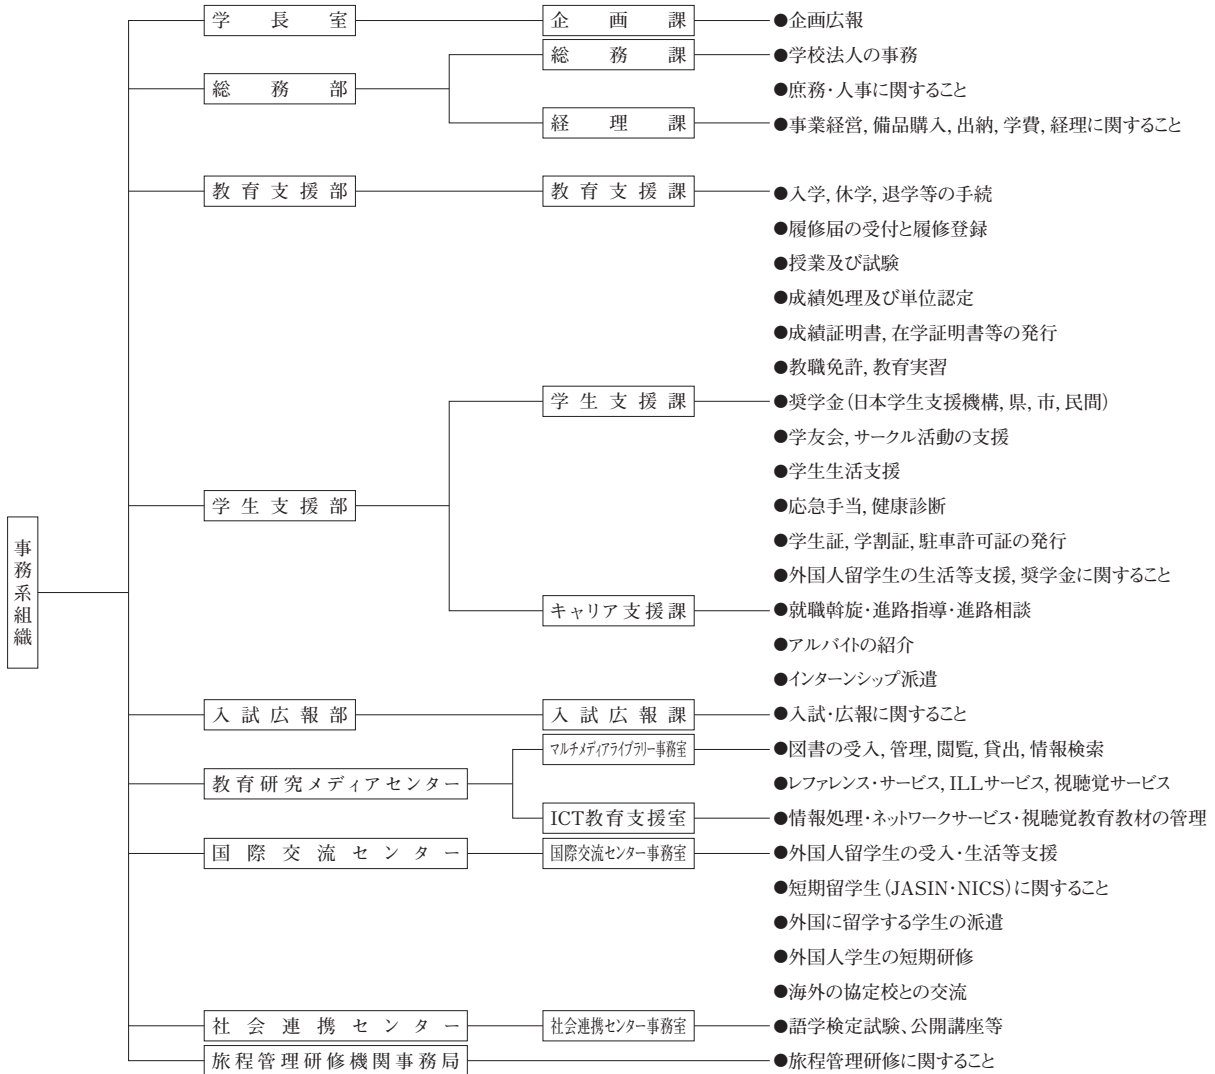 学長室 企画課 ●企画広報
総務課 ●学校法人の事務
総務部 ●庶務・人事に関すること
経理課 ●事業経営, 備品購入, 出納, 学費, 経理に関すること
教育支援部 教育支援課 ●入学, 休学, 退学等の手続
●履修届の受付と履修登録
●授業及び試験
●成績処理及び単位認定
●成績証明書, 在学証明書等の発行
●教職免許, 教育実習
学生支援課 ●奨学金(日本学生支援機構, 県, 市, 民間)
●学友会, サークル活動の支援
●学生生活支援
学生支援部 ●応急手当, 健康診断
●学生証, 学割証, 駐車許可証の発行
●外国人留学生の生活等支援, 奨学金に関すること
事務系組織
キャリア支援課 ●就職斡旋・進路指導・進路相談
●アルバイトの紹介
●インターンシップ派遣
入試広報部 入試広報課 ●入試・広報に関すること
マルチメディアライブラリー事務室 ●図書の受入, 管理, 閲覧, 貸出, 情報検索
教育研究メディアセンター ●レファレンス・サービス, ILLサービス, 視聴覚サービス
ICT教育支援室 ●情報処理・ネットワークサービス・視聴覚教育教材の管理
国際交流センター 国際交流センター事務室 ●外国人留学生の受入・生活等支援
●短期留学生(JASIN・NICS)に関すること
●外国に留学する学生の派遣
●外国人学生の短期研修
●海外の協定校との交流
社会連携センター 社会連携センター事務室 ●語学検定試験、公開講座等
旅程管理研修機関事務局 ●旅程管理研修に関すること